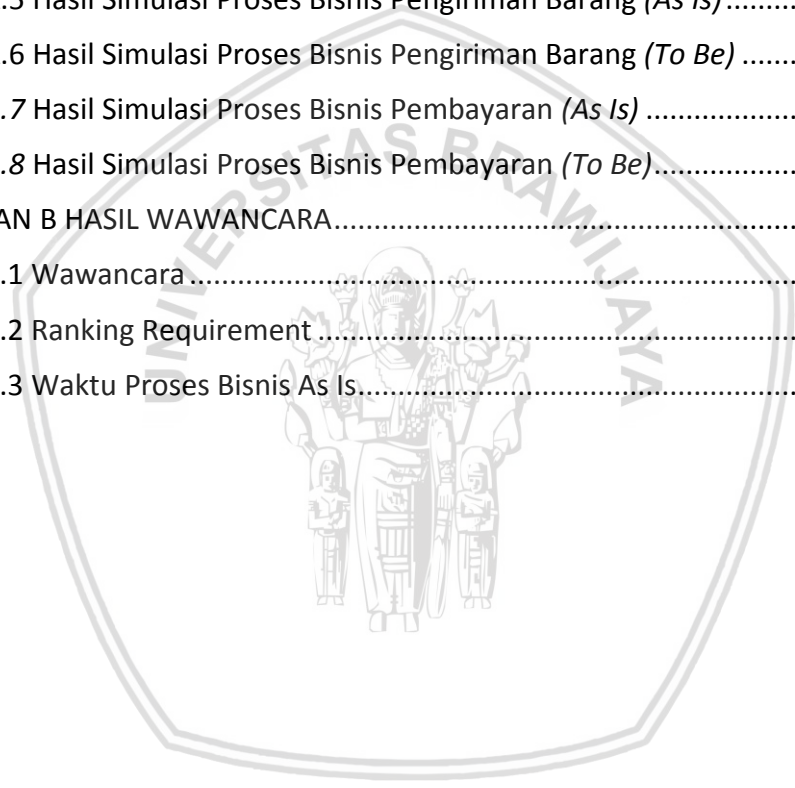 .5 Hasil Simulasi Proses Bisnis Pengiriman Barang (As Is)................
.6 Hasil Simulasi Proses Bisnis Pengiriman Barang (To Be) ..............
.7 Hasil Simulasi Proses Bisnis Pembayaran (As Is) .........................
.8 Hasil Simulasi Proses Bisnis Pembayaran (To Be)........................
AN B HASIL WAWANCARA..............................................................
.1 Wawancara..................................................................................
.2 Ranking Requirement .................................................................
.3 Waktu Proses Bisnis As Is............................................................
UNIVERSITAS BRAWIJAYA